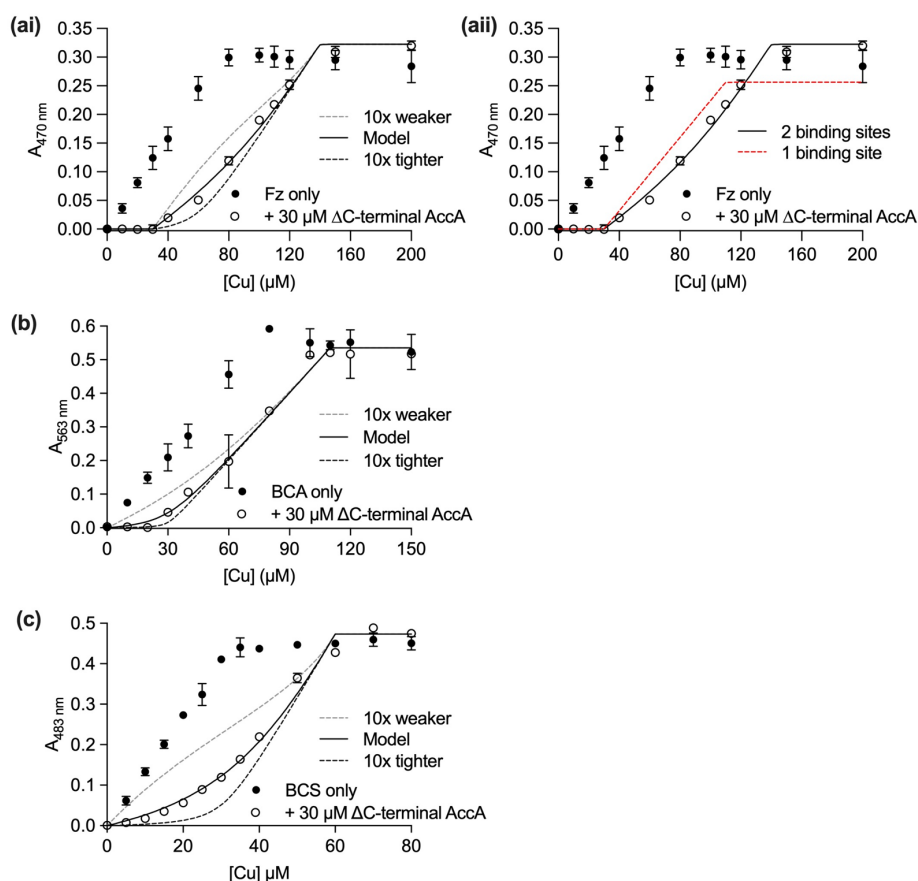 (ai)
A470 nm
0.35
0.30
0.25
0.20
0.15
0.10
0.05
0.00
0 40 80 120 160 200
[Cu] (µM)
10x weaker
Model
10x tighter
Fz only
+ 30 µM ΔC-terminal AccA
(aii)
A470 nm
0.35
0.30
0.25
0.20
0.15
0.10
0.05
0.00
0 40 80 120 160 200
[Cu] (µM)
2 binding sites
1 binding site
Fz only
+ 30 µM ΔC-terminal AccA
(b)
A563 nm
0.6
0.5
0.4
0.3
0.2
0.1
0.0
0 30 60 90 120 150
[Cu] (µM)
10x weaker
Model
10x tighter
BCA only
+ 30 µM ΔC-terminal AccA
(c)
A483 nm
0.5
0.4
0.3
0.2
0.1
0.0
0 20 40 60 80
[Cu] µM
10x weaker
Model
10x tighter
BCS only
+ 30 µM ΔC-terminal AccA